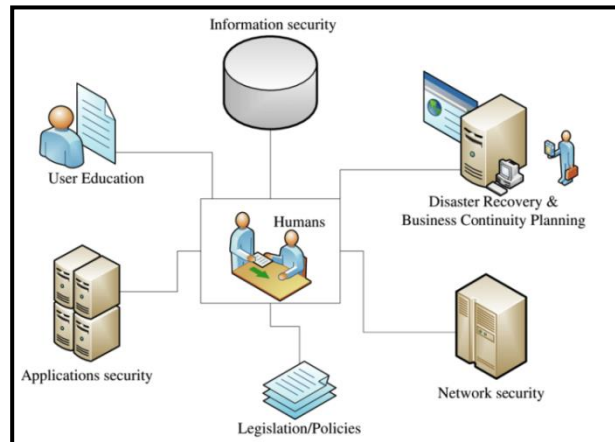 Information security
User Education
Disaster Recovery &
Business Continuity Planning
Humans
Applications security
Network security
Legislation/Policies